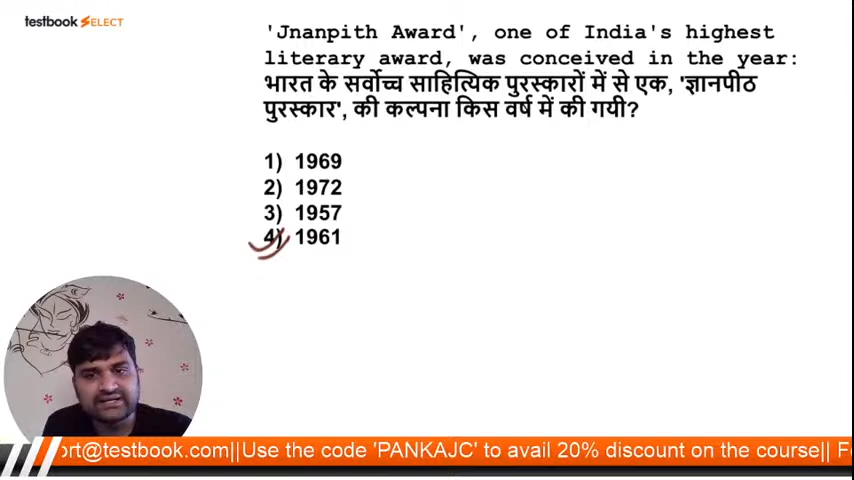 testbook SELECT
'Jnanpith Award', one of India's highest
literary award, was conceived in the year:
भारत के सर्वोच्च साहित्यिक पुरस्कारों में से एक, 'ज्ञानपीठ
पुरस्कार', की कल्पना किस वर्ष में की गयी?
1) 1969
2) 1972
3) 1957
4) 1961
ort@testbook.com||Use the code 'PANKAJC' to avail 20% discount on the course|| F